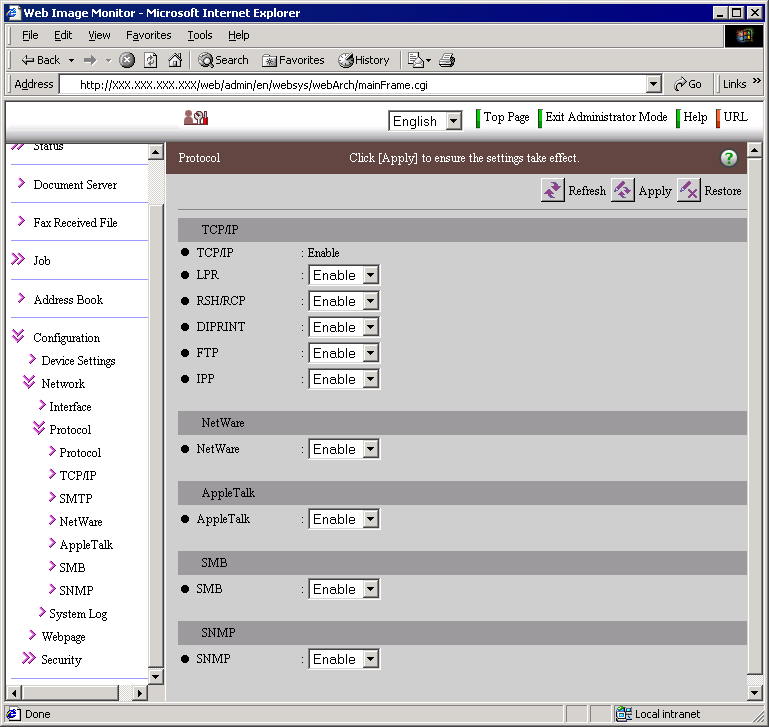 Web Image Monitor - Microsoft Internet Explorer
File Edit View Favorites Tools Help
Back Search Favorites History
Address http://XXX.XXX.XXX.XXX/web/admin/en/websys/webArch/mainFrame.cgi Go Links »
English Top Page Exit Administrator Mode Help URL
Status
Document Server
Fax Received File
Job
Address Book
Configuration
Device Settings
Network
Interface
Protocol
Protocol
TCP/IP
SMTP
NetWare
AppleTalk
SMB
SNMP
System Log
Webpage
Security
Protocol Click [Apply] to ensure the settings take effect. ?
Refresh Apply Restore
TCP/IP
● TCP/IP : Enable
● LPR : Enable
● RSH/RCP : Enable
● DIPRINT : Enable
● FTP : Enable
● IPP : Enable
NetWare
● NetWare : Enable
AppleTalk
● AppleTalk : Enable
SMB
● SMB : Enable
SNMP
● SNMP : Enable
Done Local intranet